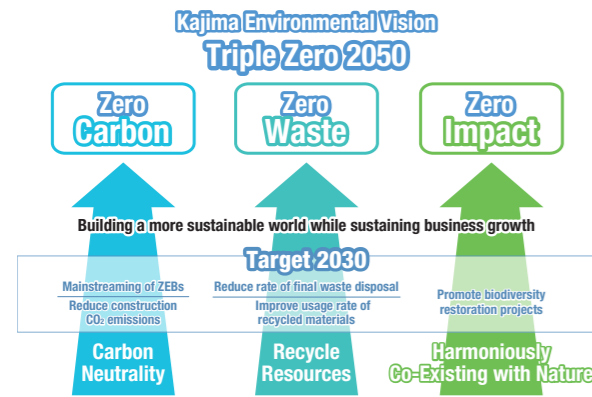 Kajima Environmental Vision
Triple Zero 2050
Zero
Carbon
Zero
Waste
Zero
Impact
Building a more sustainable world while sustaining business growth
Target 2030
Mainstreaming of ZEBs
Reduce construction
CO₂ emissions
Reduce rate of final waste disposal
Improve usage rate of
recycled materials
Promote biodiversity
restoration projects
Carbon
Neutrality
Recycle
Resources
Harmoniously
Co-Existing with Nature